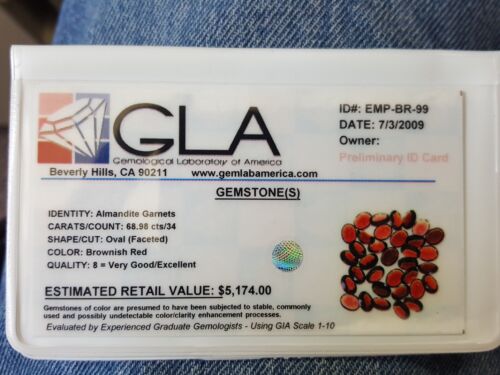 GLA
Gemological Laboratory of America
Beverly Hills, CA 90211
www.gemlabamerica.com
ID#: EMP-BR-99
DATE: 7/3/2009
Owner:
Preliminary ID Card
GEMSTONE(S)
IDENTITY: Almandite Garnets
CARATS/COUNT: 68.98 cts/34
SHAPE/CUT: Oval (Faceted)
COLOR: Brownish Red
QUALITY: 8 = Very Good/Excellent
ESTIMATED RETAIL VALUE: $5,174.00
Gemstones of color are presumed to have been subjected to stable, commonly
used and possibly undetectable color/clarity enhancement processes.
Evaluated by Experienced Graduate Gemologists - Using GIA Scale 1-10